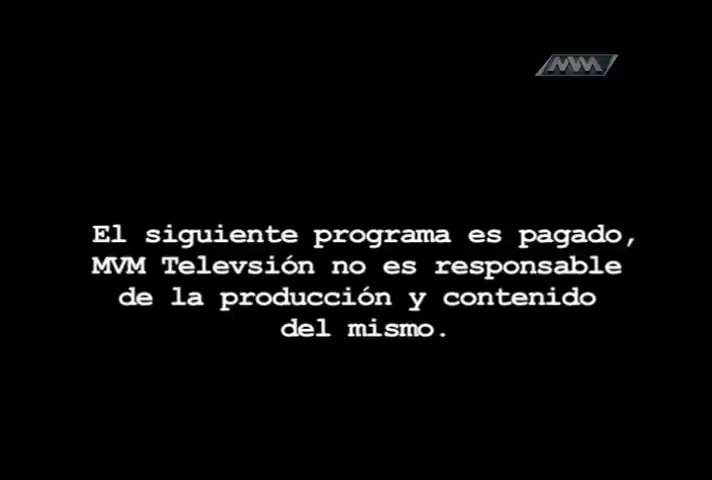 MVM
El siguiente programa es pagado,
MVM Televsión no es responsable
de la producción y contenido
del mismo.